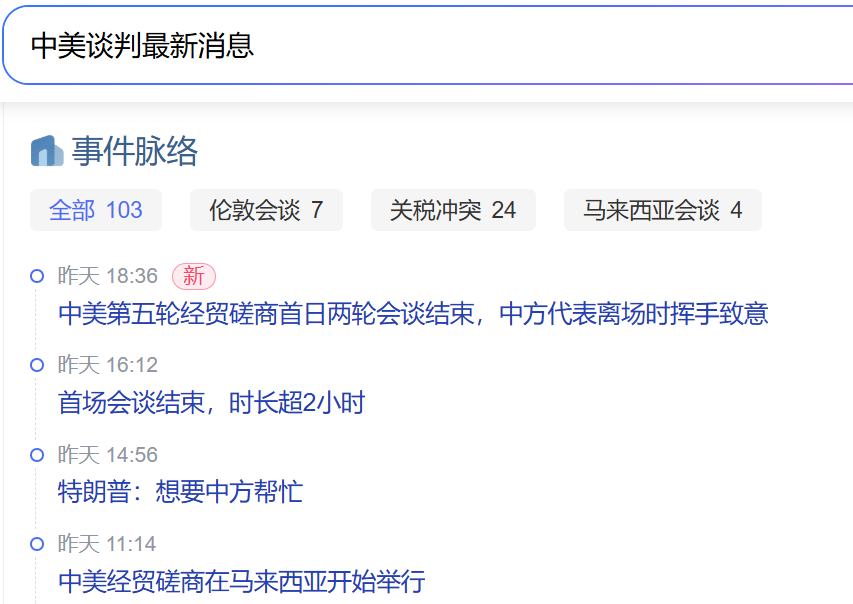 中美谈判最新消息
事件脉络
全部 103 伦敦会谈 7 关税冲突 24 马来西亚会谈 4
昨天 18:36 新
中美第五轮经贸磋商首日两轮会谈结束，中方代表离场时挥手致意
昨天 16:12
首场会谈结束，时长超2小时
昨天 14:56
特朗普：想要中方帮忙
昨天 11:14
中美经贸磋商在马来西亚开始举行